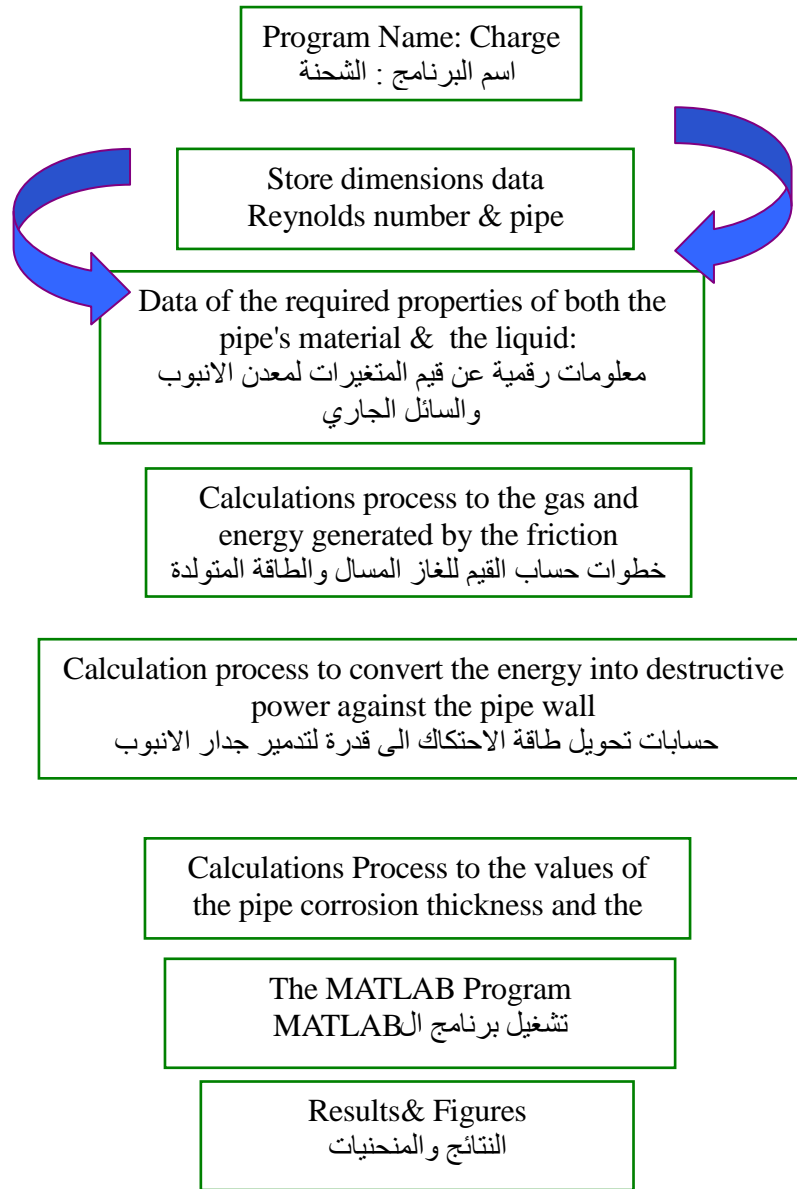 Program Name: Charge
اسم البرنامج : الشحنة
Store dimensions data
Reynolds number & pipe
Data of the required properties of both the
pipe's material & the liquid:
معلومات رقمية عن قيم المتغيرات لمعدن الانبوب
والسائل الجاري
Calculations process to the gas and
energy generated by the friction
خطوات حساب القيم للغاز المسال والطاقة المتولدة
Calculation process to convert the energy into destructive
power against the pipe wall
حسابات تحويل طاقة الاحتكاك الى قدرة لتدمير جدار الانبوب
Calculations Process to the values of
the pipe corrosion thickness and the
The MATLAB Program
تشغيل برنامج الMATLAB
Results& Figures
النتائج والمنحنيات